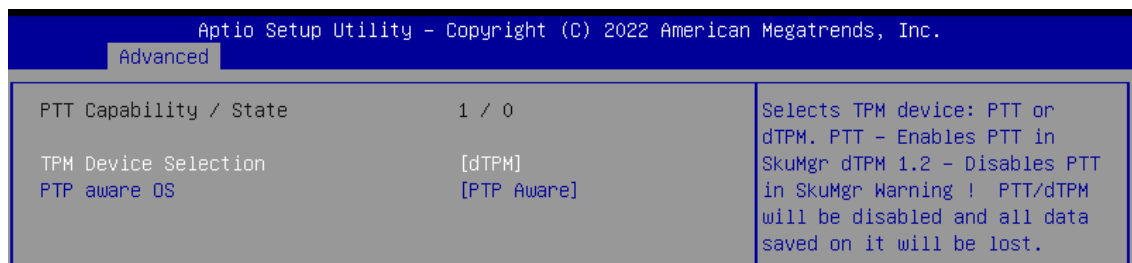 Aptio Setup Utility – Copyright (C) 2022 American Megatrends, Inc.
Advanced
PTT Capability / State 1 / 0
TPM Device Selection [dTPM]
PTP aware OS [PTP Aware]
Selects TPM device: PTT or
dTPM. PTT – Enables PTT in
SkuMgr dTPM 1.2 – Disables PTT
in SkuMgr Warning ! PTT/dTPM
will be disabled and all data
saved on it will be lost.